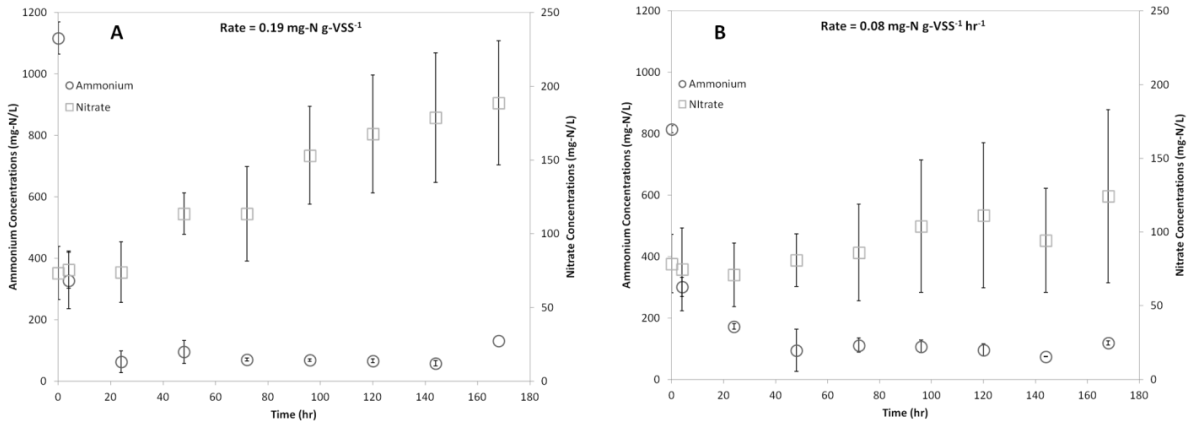 A
Rate = 0.19 mg-N g-VSS⁻¹
Ammonium
Nitrate
Ammonium Concentrations (mg-N/L)
1200
1000
800
600
400
200
0
Nitrate Concentrations (mg-N/L)
250
200
150
100
50
0
0 20 40 60 80 100 120 140 160 180
Time (hr)
B
Rate = 0.08 mg-N g-VSS⁻¹ hr⁻¹
Ammonium
NItrate
Ammonium Concentrations (mg-N/L)
1200
1000
800
600
400
200
0
Nitrate Concentrations (mg-N/L)
250
200
150
100
50
0
0 20 40 60 80 100 120 140 160 180
Time (hr)